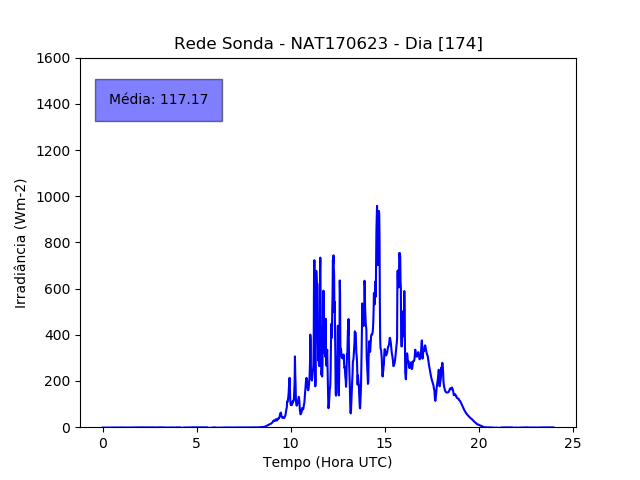 Rede Sonda - NAT170623 - Dia [174]
1600
1400
1200
1000
800
600
400
200
0
Irradiância (Wm-2)
Média: 117.17
0 5 10 15 20 25
Tempo (Hora UTC)